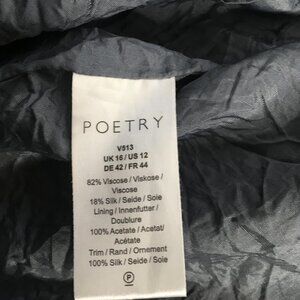 POETRY
V513
UK 16 / US 12
DE 42 / FR 44
82% Viscose / Viskose /
Viscose
18% Silk / Seide / Soie
Lining / Innenfutter /
Doublure
100% Acetate / Acetat/
Acétate
Trim / Rand / Ornement
100% Silk / Seide / Soie
P